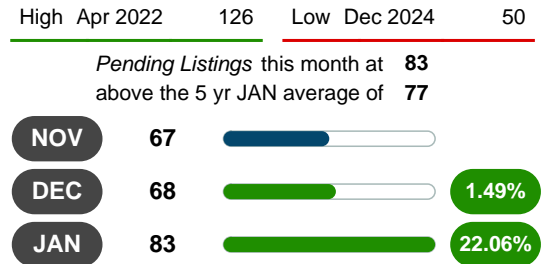 High Apr 2022 126 Low Dec 2024 50
Pending Listings this month at 83
above the 5 yr JAN average of 77
NOV 67
DEC 68 1.49%
JAN 83 22.06%